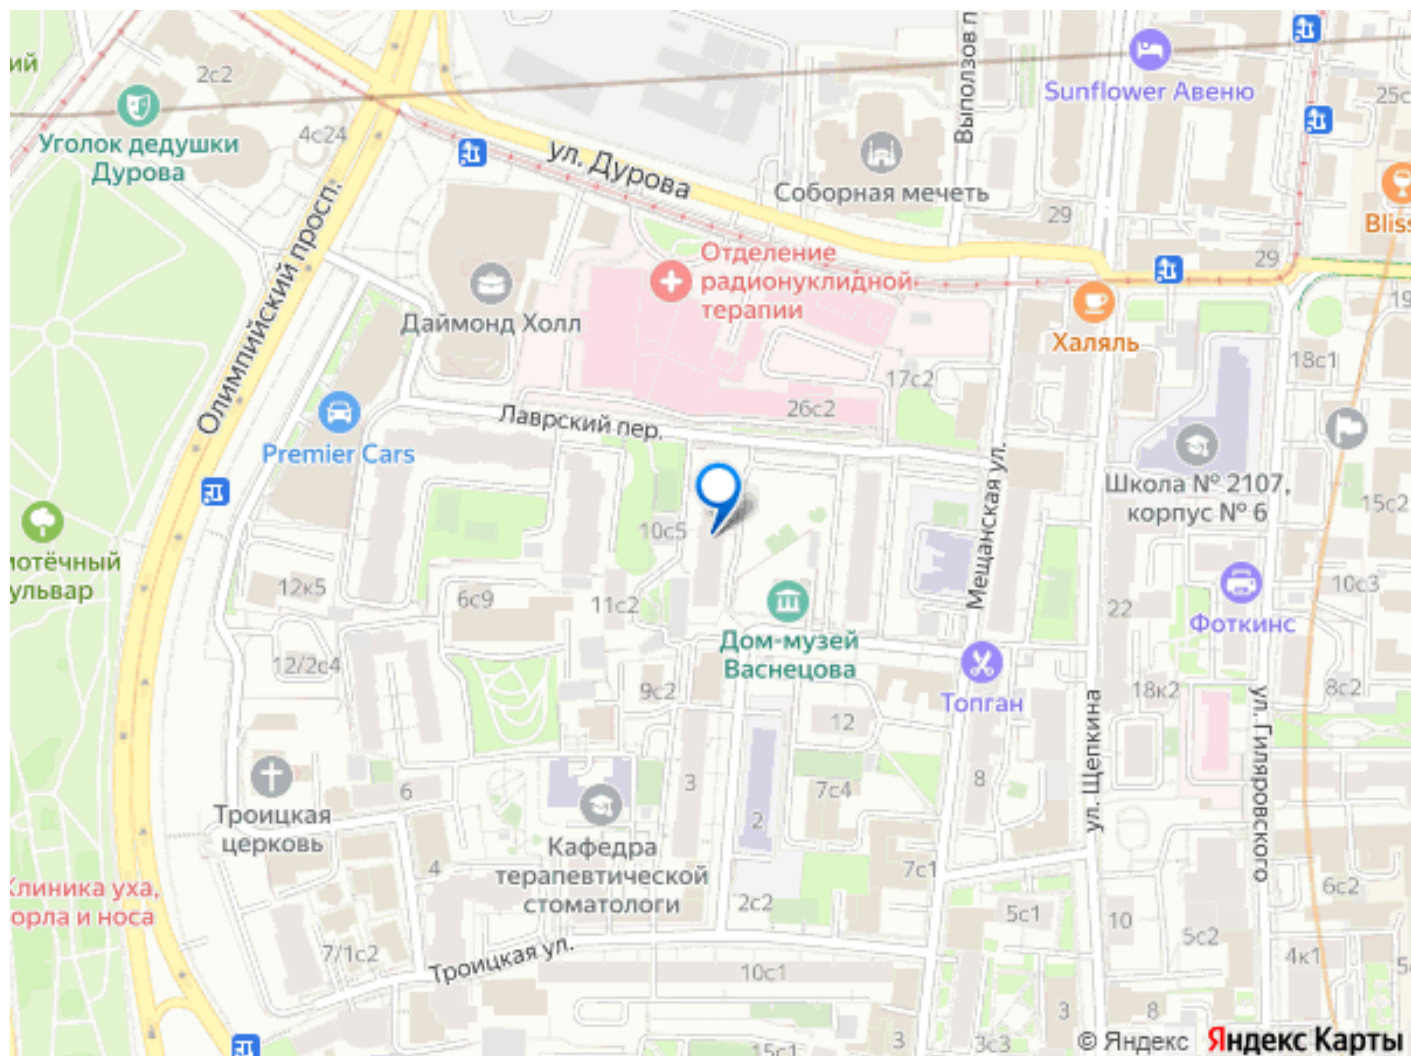 ий
2с2
Уголок дедушки
Дурова
4с24
Олимпийский просп.
ул. Дурова
Выползов п
Sunflower Авеню
25с
Соборная мечеть
29
Bliss
29
Отделение
радионуклидной
терапии
Даймонд Холл
Халяль
19
18с1
17с2
26с2
Лаврский пер.
Premier Cars
Мещанская ул.
Школа № 2107,
корпус № 6
15с2
10с5
иотёчный
ульвар
12к5
6с9
11с2
22
10с3
Фоткинс
Дом-музей
Васнецова
12/2с4
9с2
Топган
18к2
8с2
ул. Щепкина
ул. Гиляровского
12
3
7с4
8
2
6
Троицкая
церковь
Кафедра
терапевтической
стоматологи
4
7с1
Клиника уха,
орла и носа
2с2
5с1
10
5с2
6с2
4к1
5
7/1с2
Троицкая ул.
10с1
3
8
3
15с1
3с3
© Яндекс Яндекс Карты